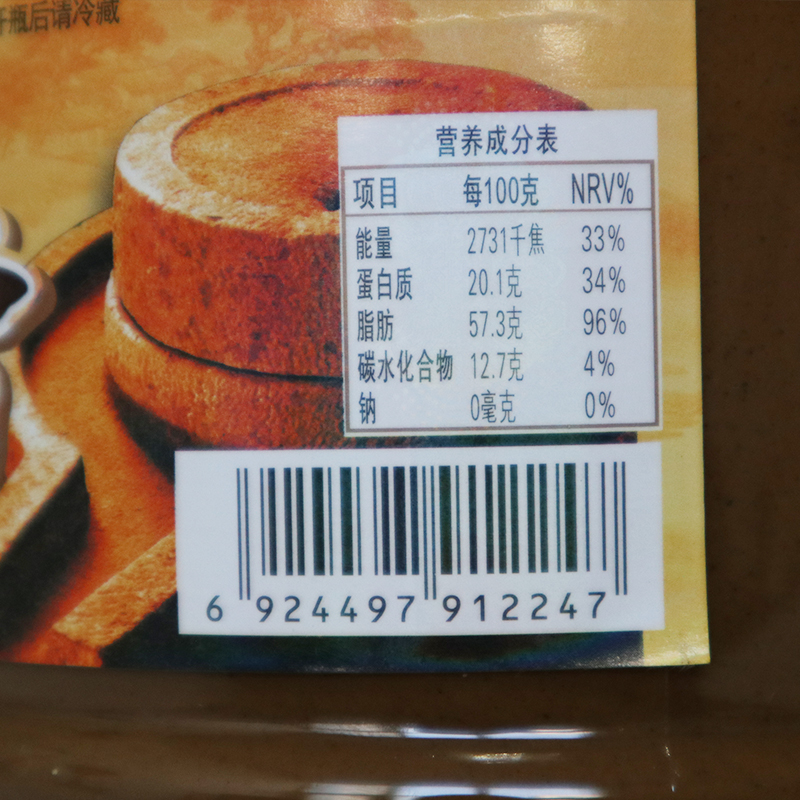 开瓶后请冷藏
营养成分表
项目 每100克 NRV%
能量 2731千焦 33%
蛋白质 20.1克 34%
脂肪 57.3克 96%
碳水化合物 12.7克 4%
钠 0毫克 0%
6 924497 912247